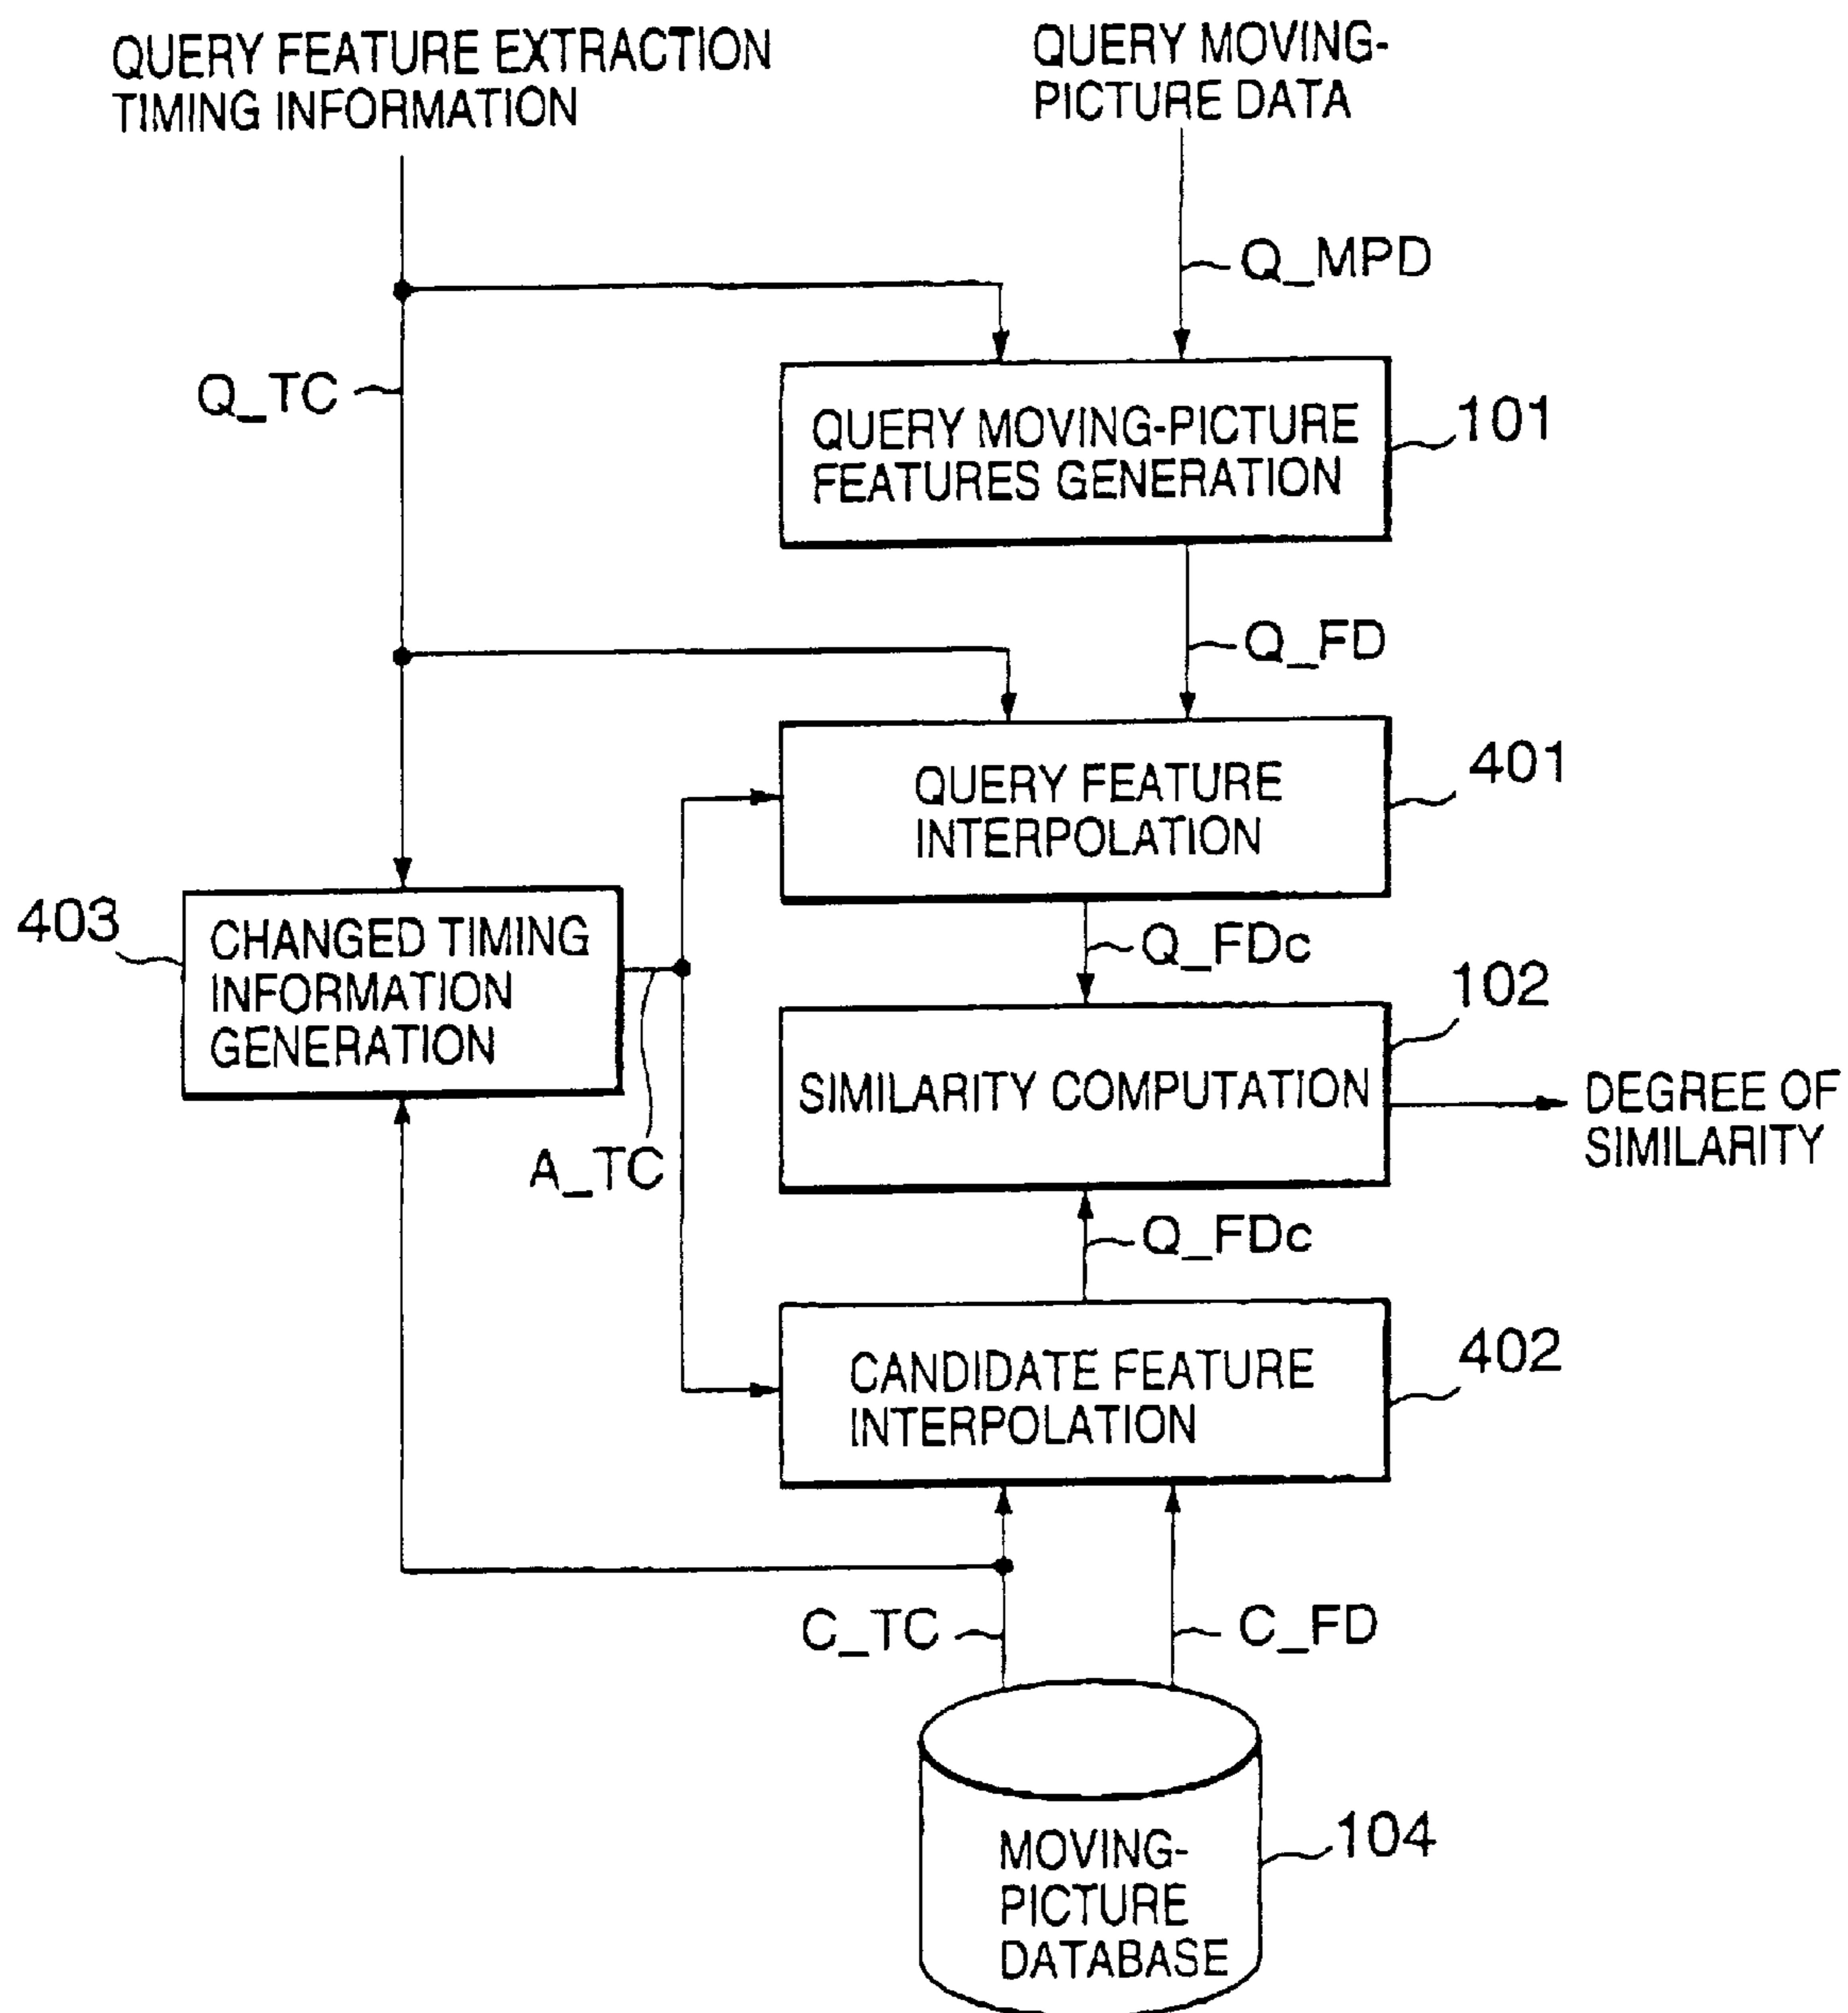 QUERY FEATURE EXTRACTION
TIMING INFORMATION
QUERY MOVING-
PICTURE DATA
Q_MPD
Q_TC
QUERY MOVING-PICTURE
FEATURES GENERATION
101
Q_FD
QUERY FEATURE
INTERPOLATION
401
403
CHANGED TIMING
INFORMATION
GENERATION
Q_FDc
102
SIMILARITY COMPUTATION
DEGREE OF
SIMILARITY
A_TC
Q_FDc
CANDIDATE FEATURE
INTERPOLATION
402
C_TC
C_FD
MOVING-
PICTURE
DATABASE
104